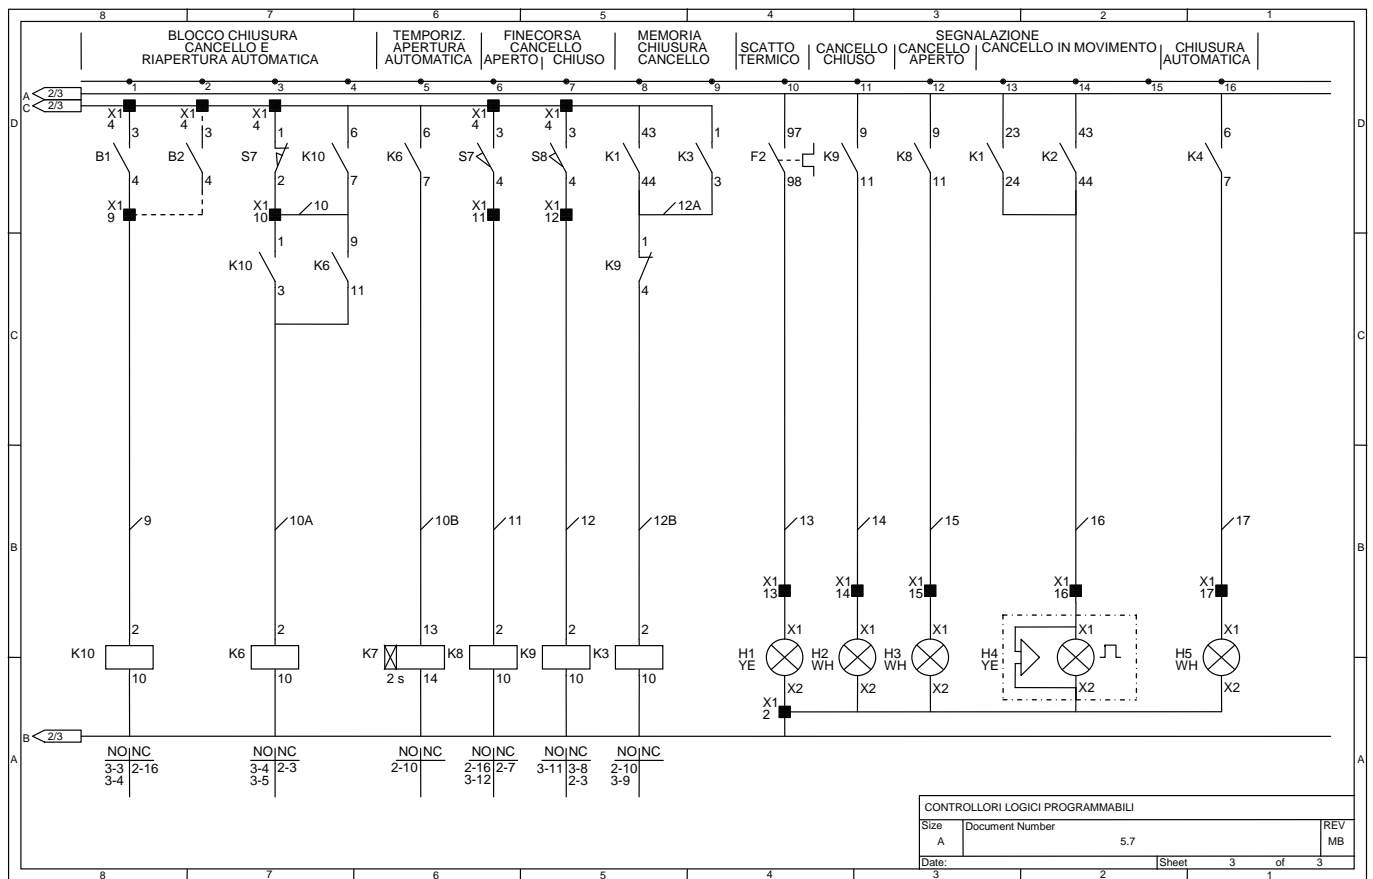 8 7 6 5 4 3 2 1
BLOCCO CHIUSURA
CANCELLO E
RIAPERTURA AUTOMATICA
TEMPORIZ.
APERTURA
AUTOMATICA
FINECORSA
CANCELLO
APERTO CHIUSO
MEMORIA
CHIUSURA
CANCELLO
SCATTO
TERMICO
SEGNALAZIONE
CANCELLO
CHIUSO
CANCELLO
APERTO
CANCELLO IN MOVIMENTO
CHIUSURA
AUTOMATICA
1 2 3 4 5 6 7 8 9 10 11 12 13 14 15 16
A 2/3
C 2/3
X1 X1 X1 X1 X1
4 4 4 4 4
D D
3 3 1 6 6 3 3 43 1 97 9 9 23 43 6
B1 B2 S7 K10 K6 S7 S8 K1 K3 F2 K9 K8 K1 K2 K4
4 4 2 7 7 4 4 44 3 98 11 11 24 44 7
X1 X1 10 X1 X1 12A
9 10 11 12
1 9 1
K10 K6 K9
3 11 4
C C
9 10A 10B 11 12 12B 13 14 15 16 17
B B
X1 X1 X1 X1 X1
13 14 15 16 17
2 2 13 2 2 2 X1 X1 X1 X1 X1
K10 K6 K7 K8 K9 K3 H1 H2 H3 H4 H5
YE WH WH YE WH
10 10 2 s 14 10 10 10 X2 X2 X2 X2 X2
X1
2
B 2/3
NO NC NO NC NO NC NO NC NO NC NO NC
3-3 2-16 3-4 2-3 2-10 2-16 2-7 3-11 3-8 2-10
3-4 3-5 3-12 2-3 3-9
A A
CONTROLLORI LOGICI PROGRAMMABILI
Size Document Number REV
A 5.7 MB
Date: Sheet 3 of 3
8 7 6 5 4 3 2 1